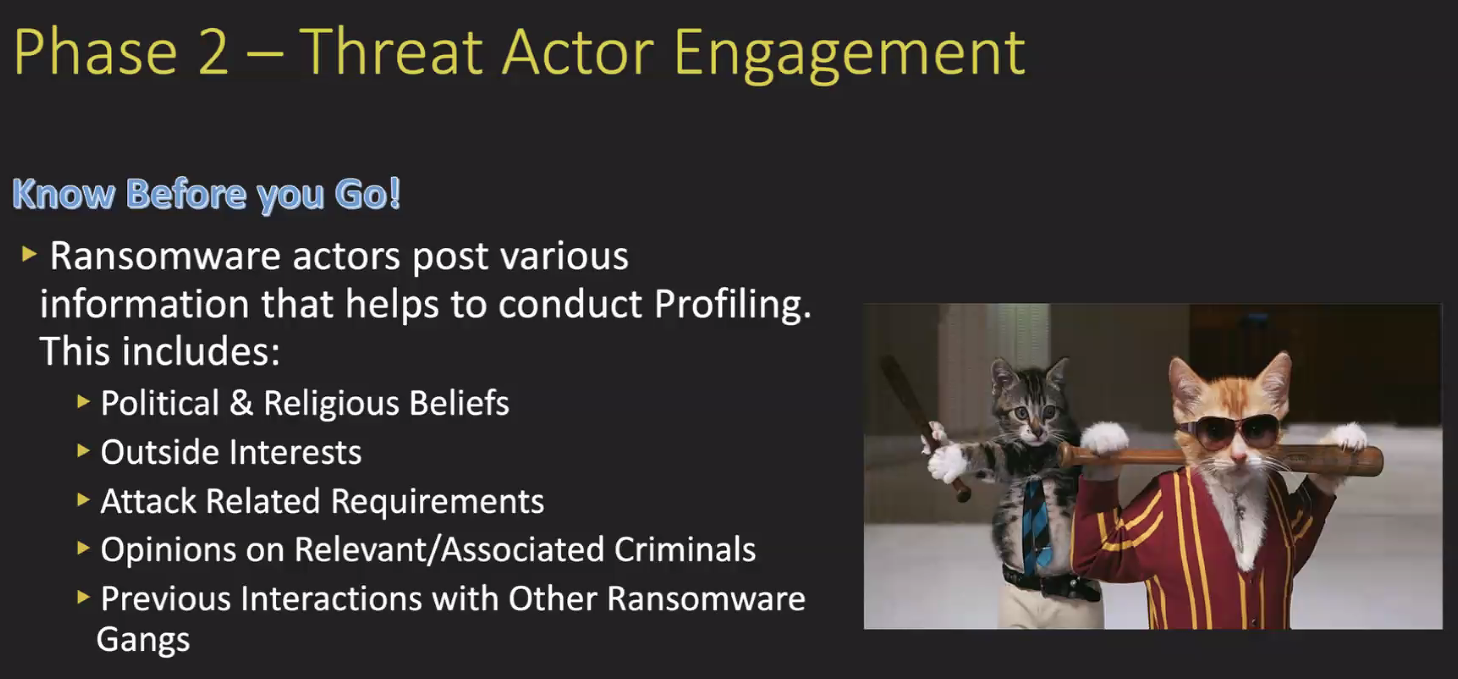 Phase 2 – Threat Actor Engagement
Know Before you Go!
Ransomware actors post various
information that helps to conduct Profiling.
This includes:
Political & Religious Beliefs
Outside Interests
Attack Related Requirements
Opinions on Relevant/Associated Criminals
Previous Interactions with Other Ransomware
Gangs